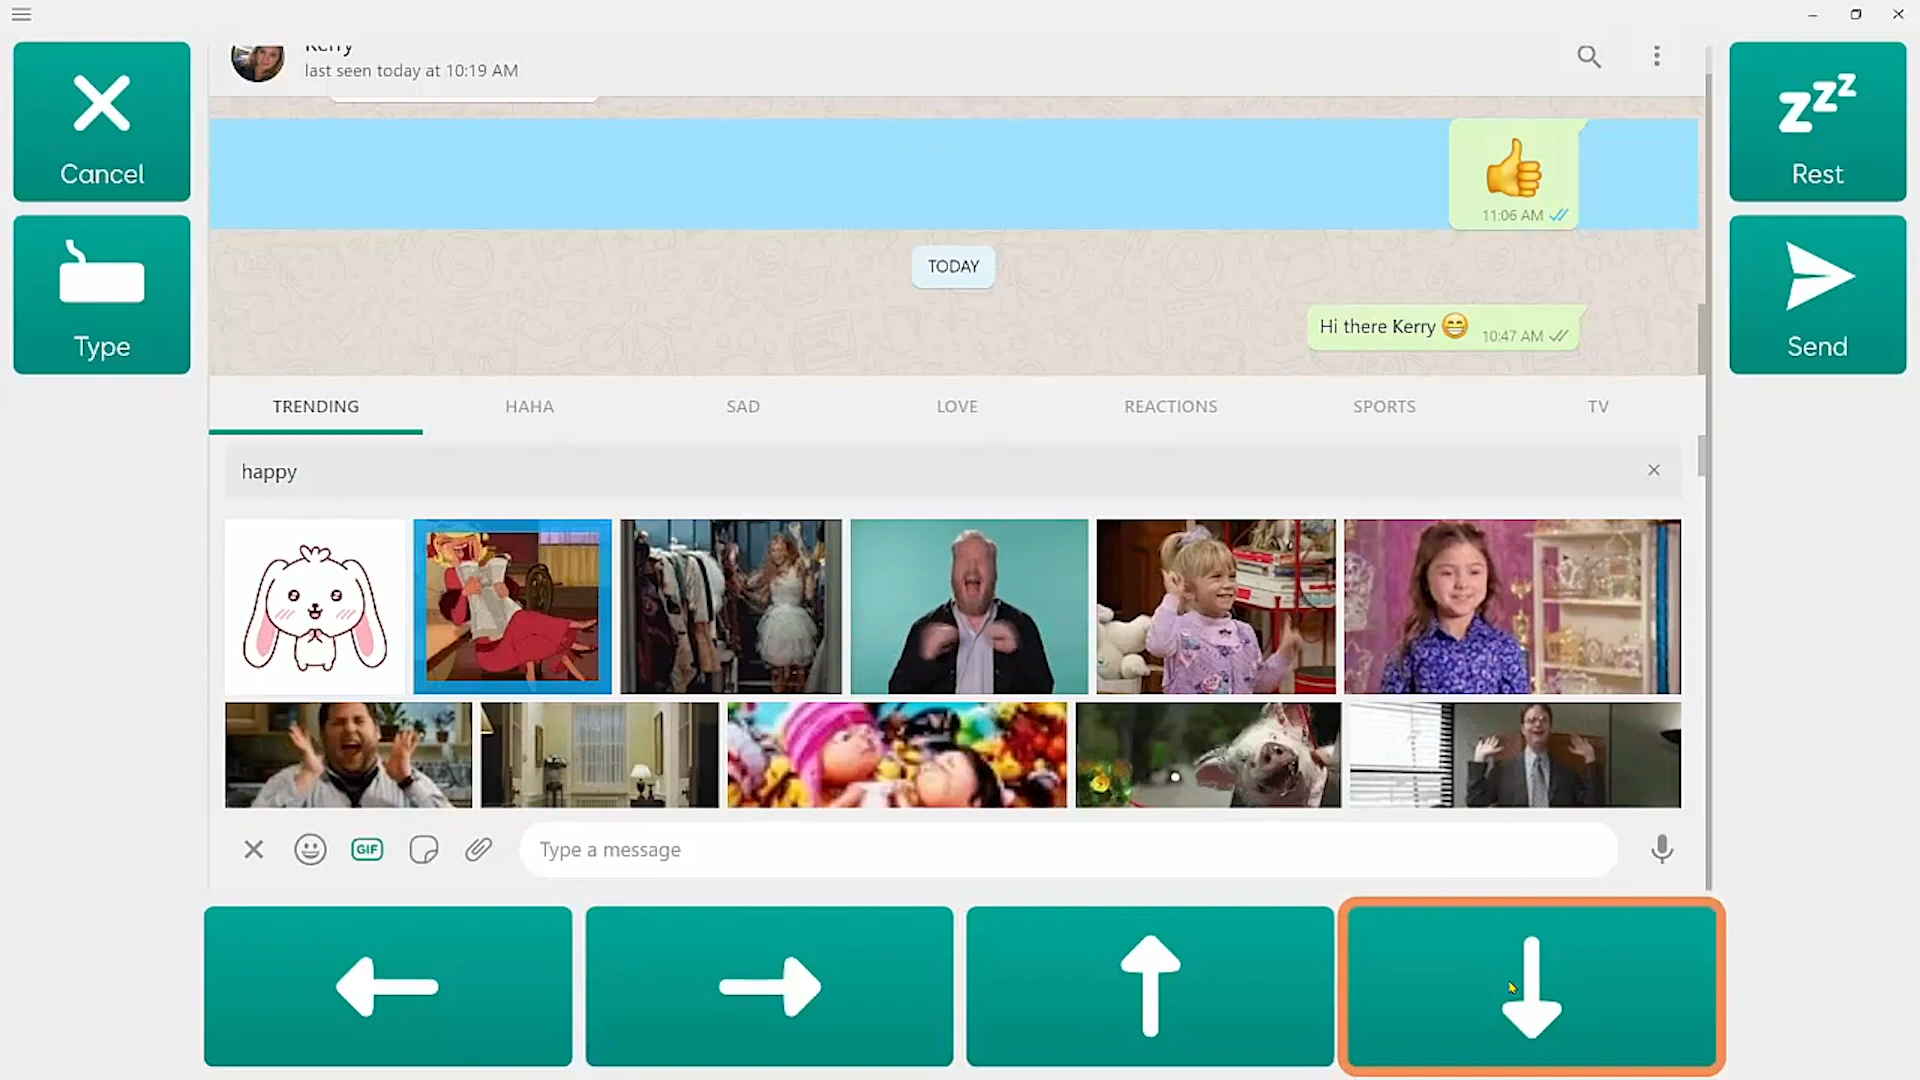 Kerry
last seen today at 10:19 AM
Cancel
Rest
11:06 AM
Type
Send
TODAY
Hi there Kerry 😁 10:47 AM
TRENDING HAHA SAD LOVE REACTIONS SPORTS TV
happy
GIF
Type a message